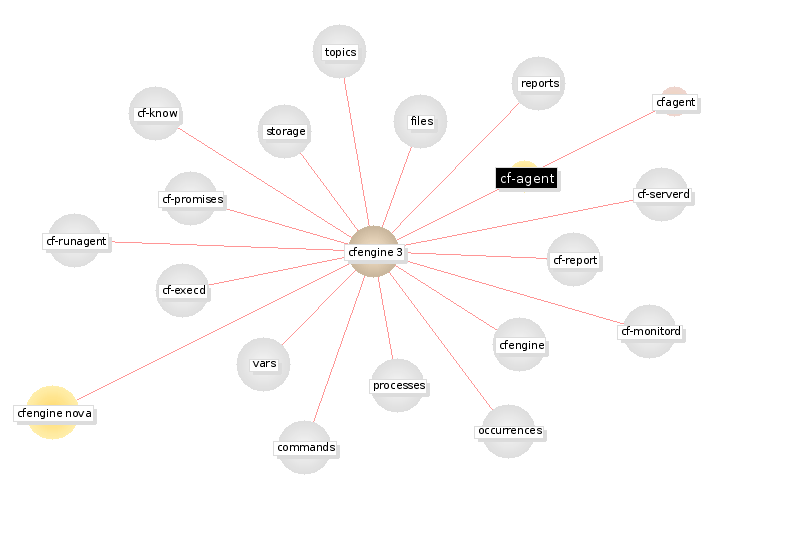 topics
reports
cfagent
cf-know
files
storage
cf-agent
cf-promises
cf-serverd
cf-runagent
cfengine 3
cf-report
cf-execd
cf-monitord
cfengine
vars
processes
cfengine nova
occurrences
commands